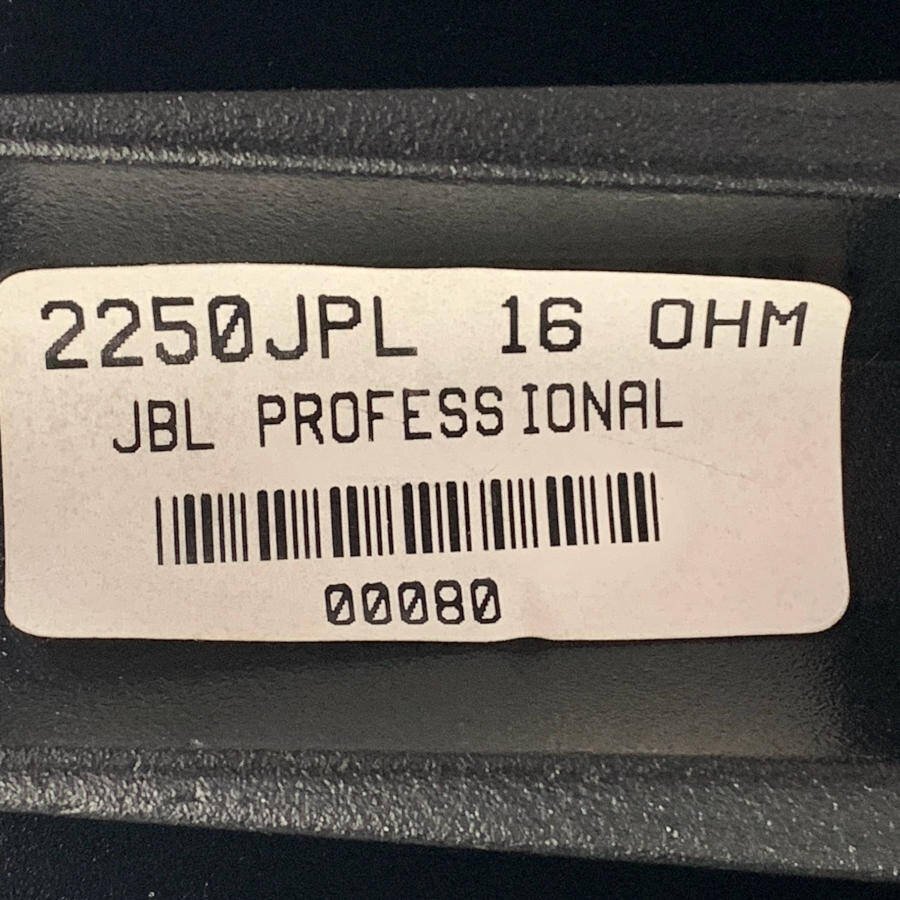 2250JPL 16 OHM
JBL PROFESSIONAL
00080